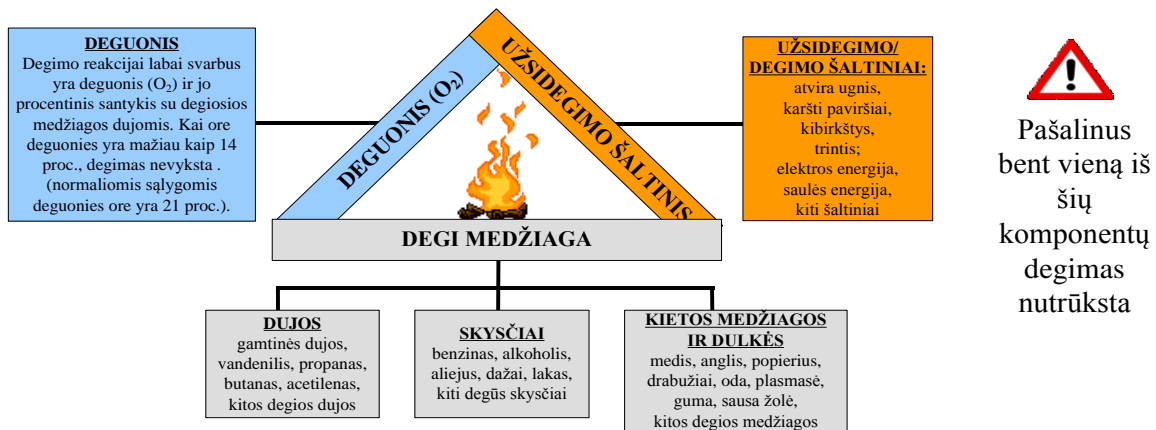 DEGUONIS
Degimo reakcijai labai svarbus
yra deguonis (O₂) ir jo
procentinis santykis su degiosios
medžiagos dujomis. Kai ore
deguonies yra mažiau kaip 14
proc., degimas nevyksta .
(normaliomis sąlygomis
deguonies ore yra 21 proc.).
DEGUONIS (O₂)
UŽSIDEGIMO ŠALTINIS
UŽSIDEGIMO/
DEGIMO ŠALTINIAI:
atvira ugnis,
karšti paviršiai,
kibirkštys,
trintis;
elektros energija,
saulės energija,
kiti šaltiniai
!
Pašalinus
bent vieną iš
šių
komponentų
degimas
nutrūksta
DEGI MEDŽIAGA
DUJOS
gamtinės dujos,
vandenilis, propanas,
butanas, acetilenas,
kitos degios dujos
SKYSČIAI
benzinas, alkoholis,
aliejus, dažai, lakas,
kiti degūs skysčiai
KIETOS MEDŽIAGOS
IR DULKĖS
medis, anglis, popierius,
drabužiai, oda, plasmasė,
guma, sausa žolė,
kitos degios medžiagos